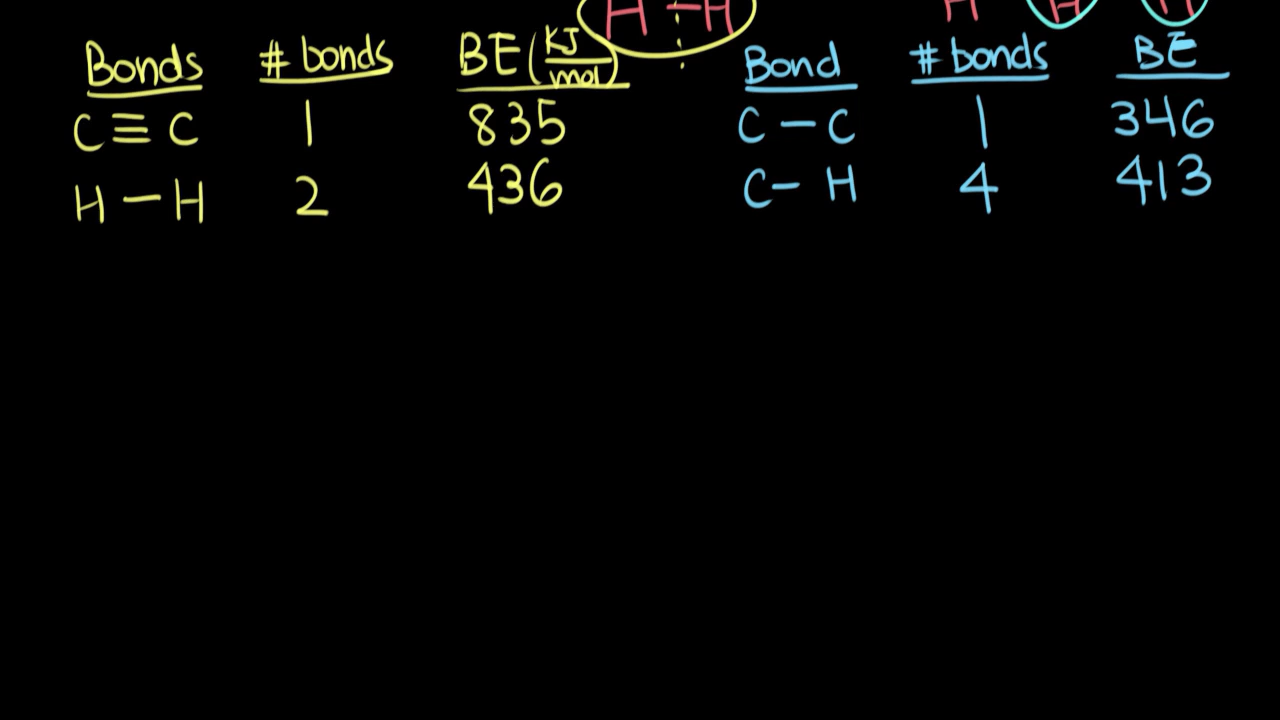 H - H H H H
Bonds # bonds BE (KJ/mol) Bond # bonds BE
C ≡ C 1 835 C - C 1 346
H - H 2 436 C - H 4 413